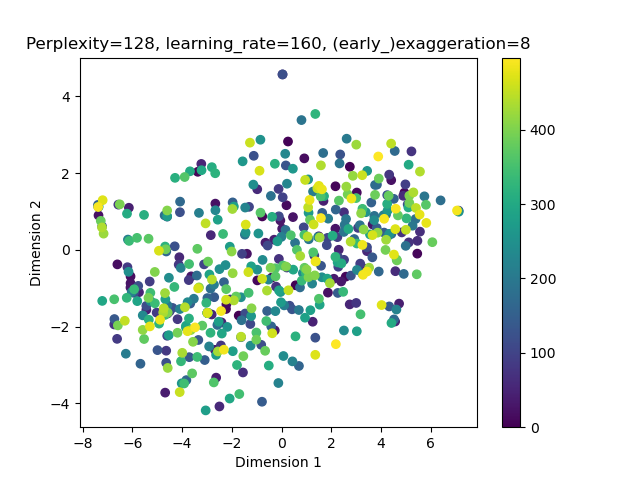 Perplexity=128, learning_rate=160, (early_)exaggeration=8
4
2
0
−2
−4
Dimension 2
−8 −6 −4 −2 0 2 4 6
Dimension 1
400
300
200
100
0